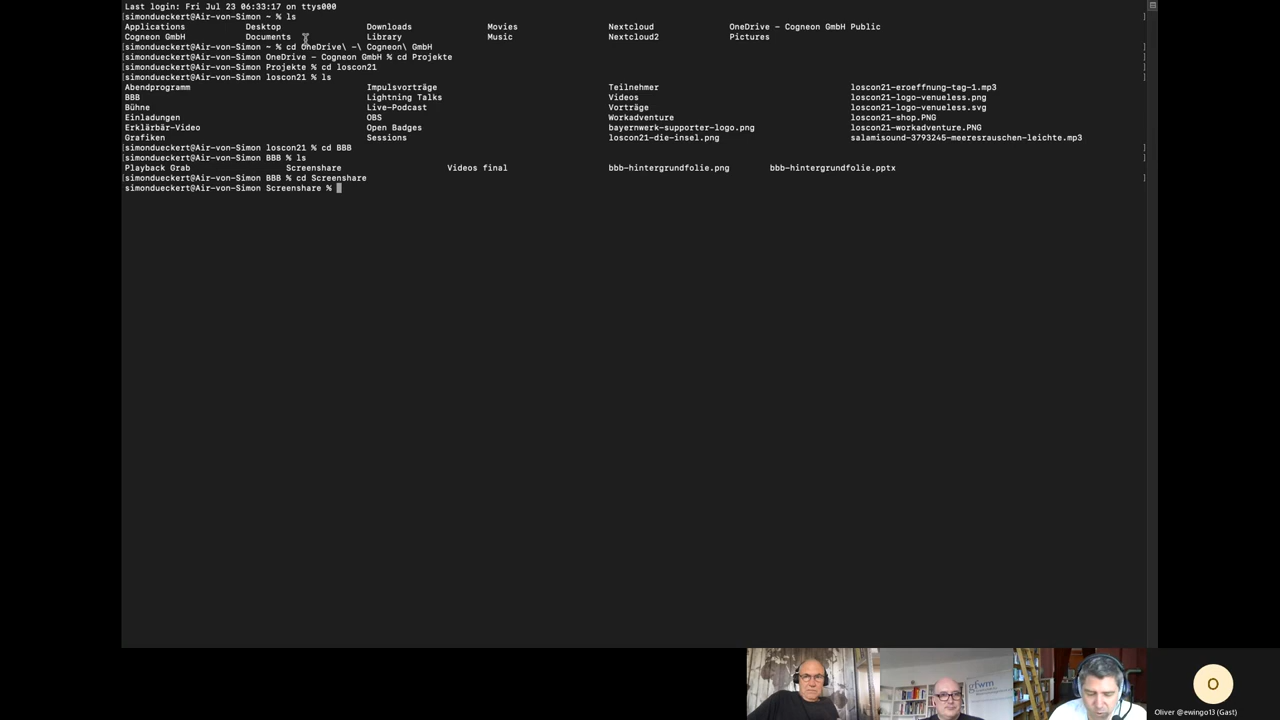 Last login: Fri Jul 23 06:33:17 on ttys000
[simondueckert@Air-von-Simon ~ % ls ]
Applications Desktop Downloads Movies Nextcloud OneDrive – Cogneon GmbH Public
Cogneon GmbH Documents Library Music Nextcloud2 Pictures
[simondueckert@Air-von-Simon ~ % cd OneDrive\ -\ Cogneon\ GmbH ]
[simondueckert@Air-von-Simon OneDrive – Cogneon GmbH % cd Projekte ]
[simondueckert@Air-von-Simon Projekte % cd loscon21 ]
[simondueckert@Air-von-Simon loscon21 % ls ]
Abendprogramm Impulsvorträge Teilnehmer loscon21-eroeffnung-tag-1.mp3
BBB Lightning Talks Videos loscon21-logo-venueless.png
Bühne Live-Podcast Vorträge loscon21-logo-venueless.svg
Einladungen OBS Workadventure loscon21-shop.PNG
Erklärbär-Video Open Badges bayernwerk-supporter-logo.png loscon21-workadventure.PNG
Grafiken Sessions loscon21-die-insel.png salamisound-3793245-meeresrauschen-leichte.mp3
[simondueckert@Air-von-Simon loscon21 % cd BBB ]
[simondueckert@Air-von-Simon BBB % ls ]
Playback Grab Screenshare Videos final bbb-hintergrundfolie.png bbb-hintergrundfolie.pptx
[simondueckert@Air-von-Simon BBB % cd Screenshare ]
simondueckert@Air-von-Simon Screenshare %
gfwm
O
Oliver @ewingo13 (Gast)